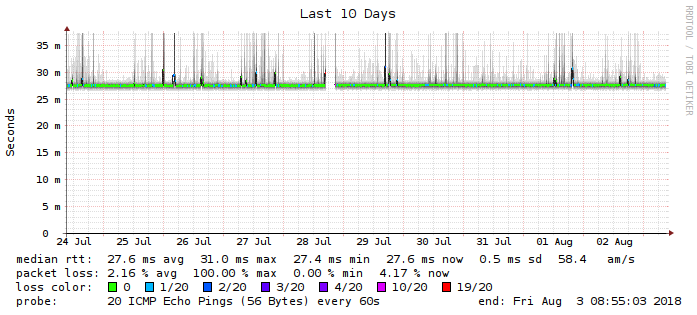 Last 10 Days
RRDTOOL / TOBI OETIKER
Seconds
35 m
30 m
25 m
20 m
15 m
10 m
5 m
0
24 Jul 25 Jul 26 Jul 27 Jul 28 Jul 29 Jul 30 Jul 31 Jul 01 Aug 02 Aug
median rtt: 27.6 ms avg 31.0 ms max 27.4 ms min 27.6 ms now 0.5 ms sd 58.4 am/s
packet loss: 2.16 % avg 100.00 % max 0.00 % min 4.17 % now
loss color: 0 1/20 2/20 3/20 4/20 10/20 19/20
probe: 20 ICMP Echo Pings (56 Bytes) every 60s end: Fri Aug 3 08:55:03 2018